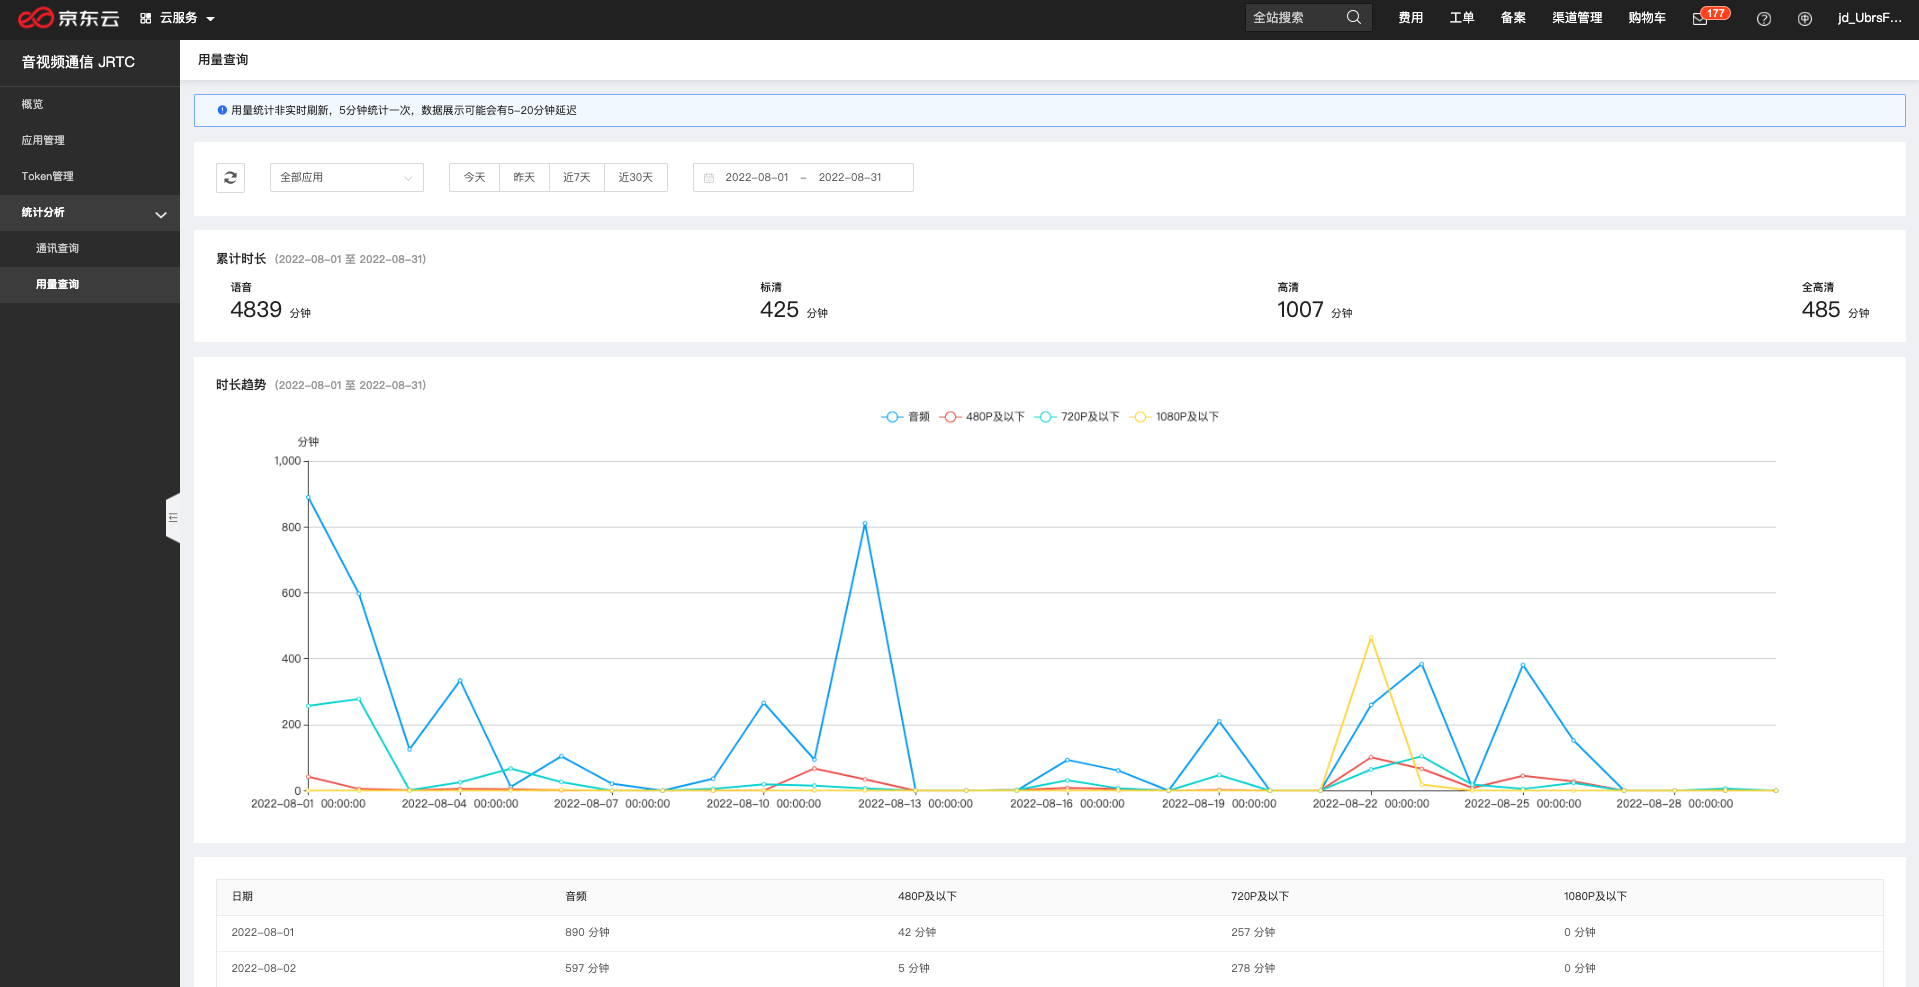 京东云 云服务 全站搜索 费用 工单 备案 渠道管理 购物车 177 jd_UbrsF...
音视频通信 JRTC
概览
应用管理
Token管理
统计分析
通讯查询
用量查询
用量查询
用量统计非实时刷新，5分钟统计一次，数据展示可能会有5-20分钟延迟
全部应用 今天 昨天 近7天 近30天 2022-08-01 - 2022-08-31
累计时长 (2022-08-01 至 2022-08-31)
语音 标清 高清 全高清
4839 分钟 425 分钟 1007 分钟 485 分钟
时长趋势 (2022-08-01 至 2022-08-31)
音频 480P及以下 720P及以下 1080P及以下
分钟
1,000
800
600
400
200
0
2022-08-01 00:00:00 2022-08-04 00:00:00 2022-08-07 00:00:00 2022-08-10 00:00:00 2022-08-13 00:00:00 2022-08-16 00:00:00 2022-08-19 00:00:00 2022-08-22 00:00:00 2022-08-25 00:00:00 2022-08-28 00:00:00
日期 音频 480P及以下 720P及以下 1080P及以下
2022-08-01 890 分钟 42 分钟 257 分钟 0 分钟
2022-08-02 597 分钟 5 分钟 278 分钟 0 分钟